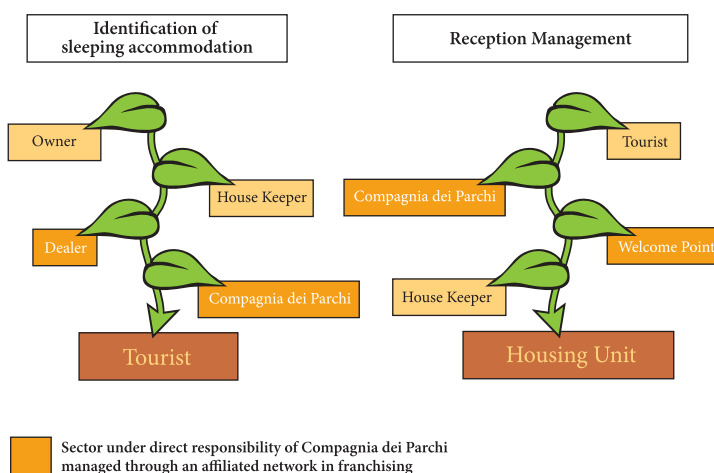 Identification of
sleeping accommodation
Owner
House Keeper
Dealer
Compagnia dei Parchi
Tourist
Reception Management
Tourist
Compagnia dei Parchi
Welcome Point
House Keeper
Housing Unit
Sector under direct responsibility of Compagnia dei Parchi
managed through an affiliated network in franchising